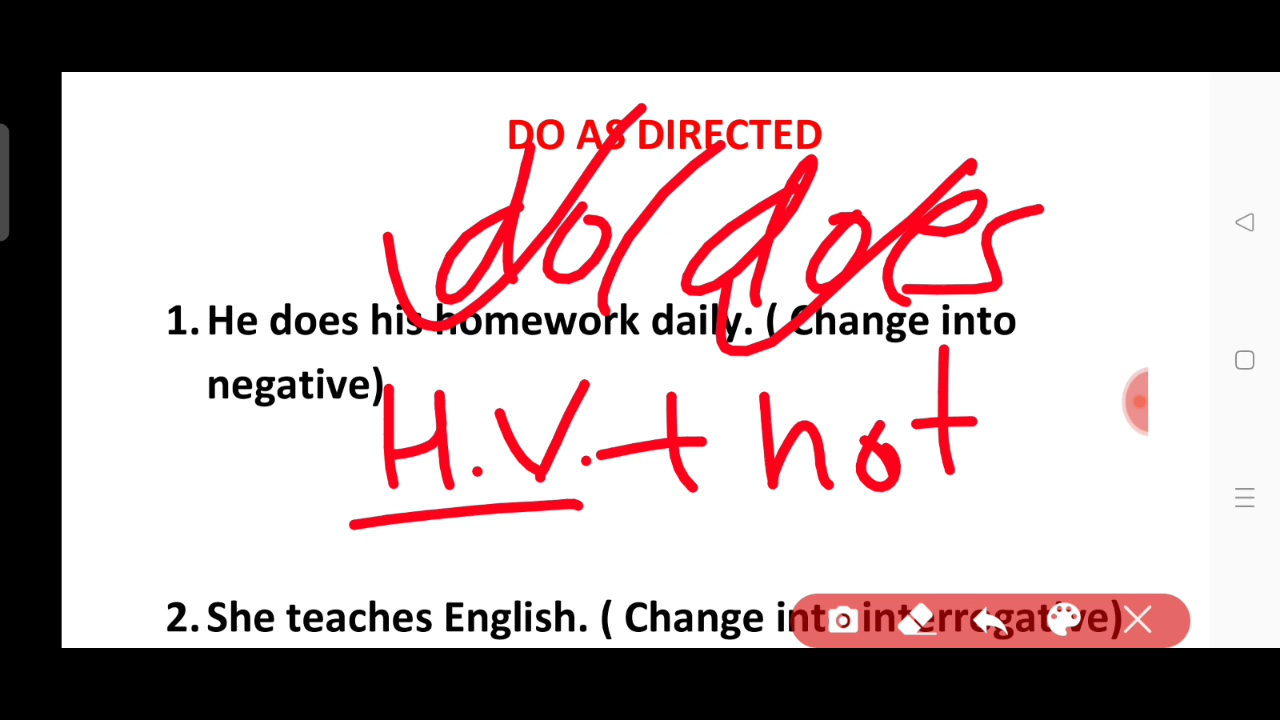 DO AS DIRECTED
do/does
1. He does his homework daily. ( Change into
negative)
H.V. + not
2. She teaches English. ( Change into interrogative)